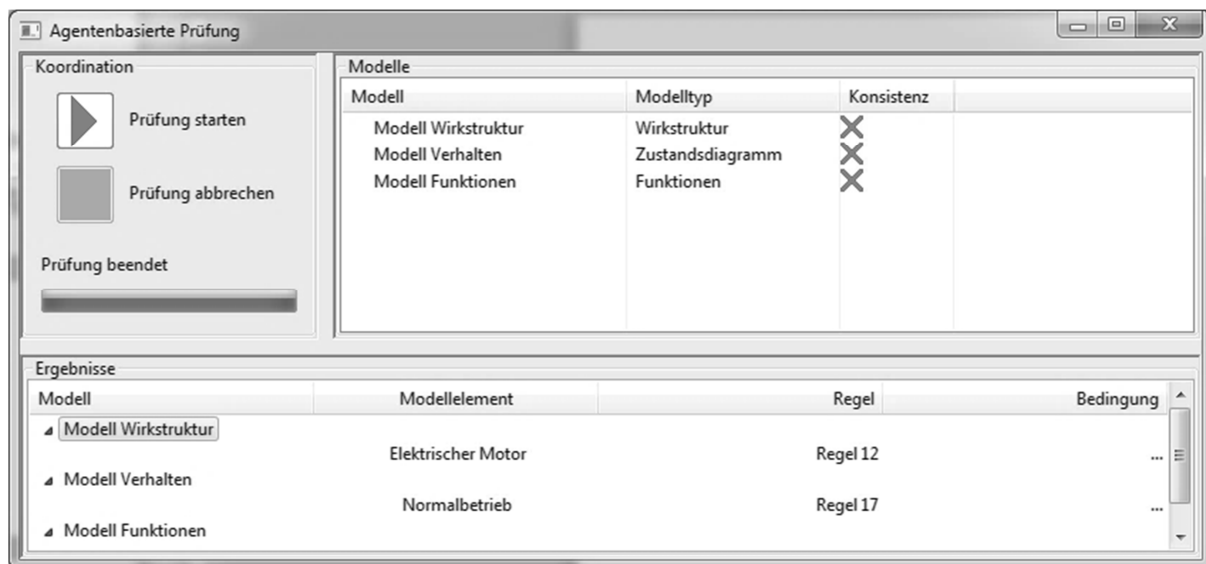 Agentenbasierte Prüfung
Koordination
Prüfung starten
Prüfung abbrechen
Prüfung beendet
Modelle
Modell Modelltyp Konsistenz
Modell Wirkstruktur Wirkstruktur
Modell Verhalten Zustandsdiagramm
Modell Funktionen Funktionen
Ergebnisse
Modell Modellelement Regel Bedingung
Modell Wirkstruktur
Elektrischer Motor Regel 12 ...
Modell Verhalten
Normalbetrieb Regel 17 ...
Modell Funktionen